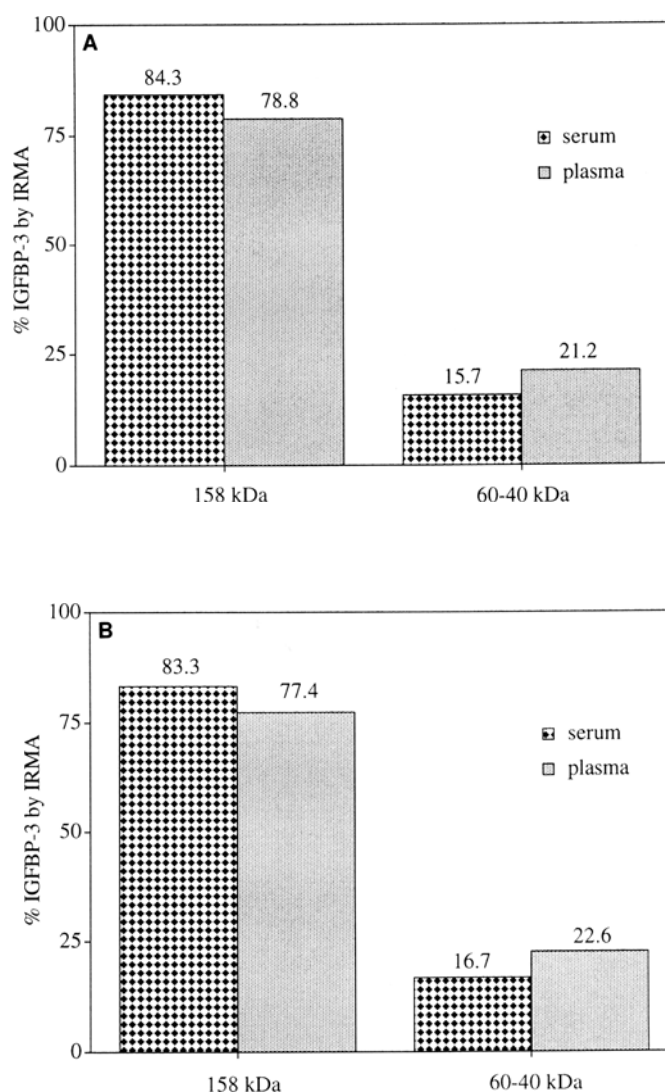 100
A
84.3
78.8
75
serum
plasma
% IGFBP-3 by IRMA
50
25
15.7
21.2
0
158 kDa
60-40 kDa
100
B
83.3
77.4
75
serum
plasma
% IGFBP-3 by IRMA
50
25
16.7
22.6
0
158 kDa
60-40 kDa